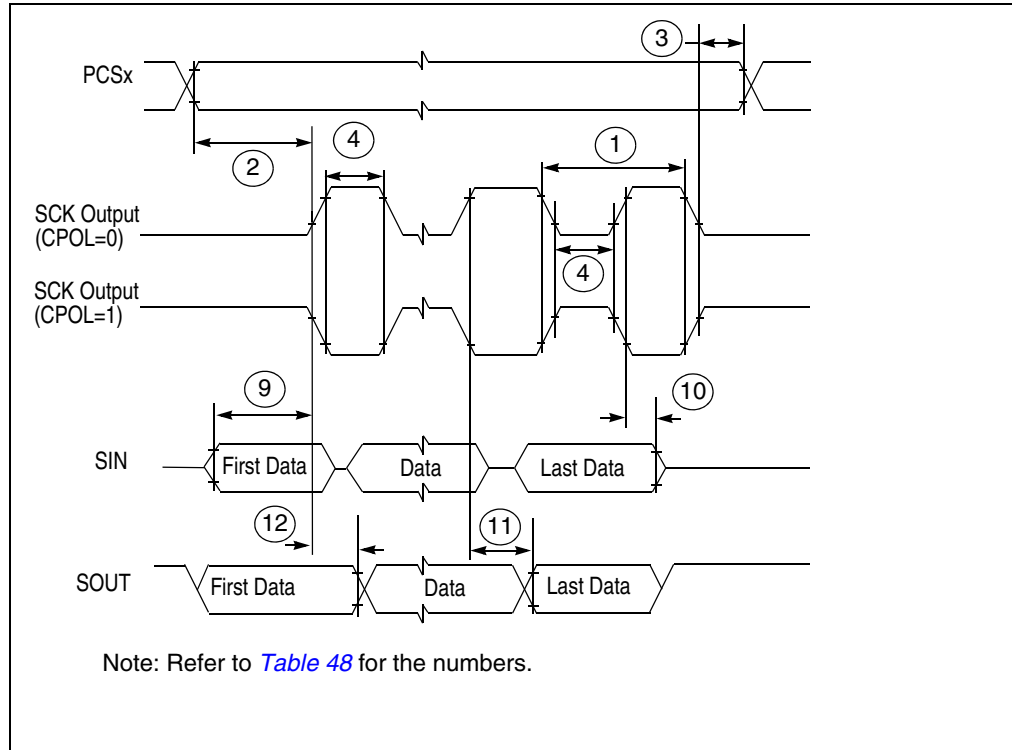 3
PCSx
2
4
1
SCK Output
(CPOL=0)
4
SCK Output
(CPOL=1)
9
10
SIN
First Data
Data
Last Data
12
11
SOUT
First Data
Data
Last Data
Note: Refer to Table 48 for the numbers.